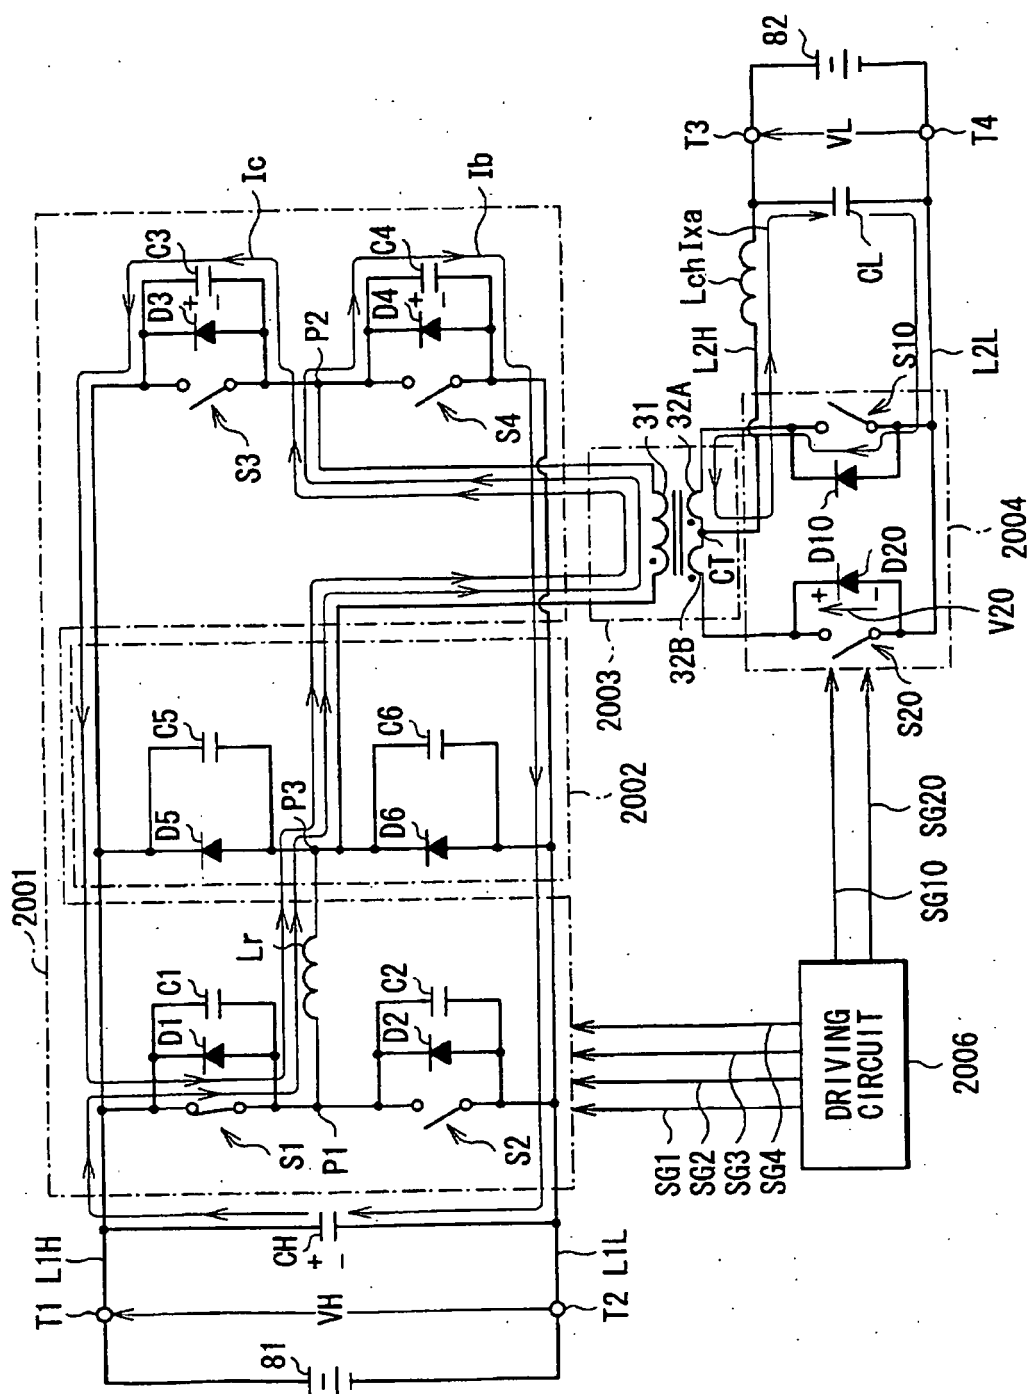 2001
Ic
Ib
C3
D3
+
−
C4
D4
+
−
S3
S4
P2
C5
D5
C6
D6
P3
2002
C1
D1
Lr
C2
D2
S1
P1
S2
T1
L1H
CH
+
−
VH
81
T2
L1L
2003
31
32A
32B
CT
L2H
Lch
Ixa
T3
82
VL
T4
CL
L2L
S10
D10
D20
+
−
V20
S20
2004
SG10
SG20
SG1
SG2
SG3
SG4
DRIVING
CIRCUIT
2006